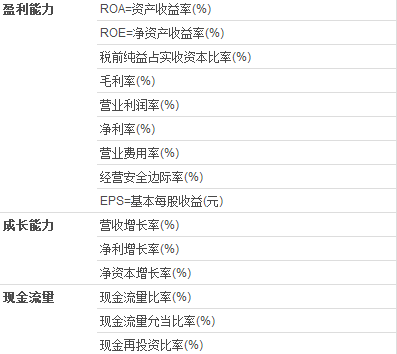 盈利能力 ROA=资产收益率(%)
ROE=净资产收益率(%)
税前纯益占实收资本比率(%)
毛利率(%)
营业利润率(%)
净利率(%)
营业费用率(%)
经营安全边际率(%)
EPS=基本每股收益(元)
成长能力 营收增长率(%)
净利增长率(%)
净资本增长率(%)
现金流量 现金流量比率(%)
现金流量允当比率(%)
现金再投资比率(%)